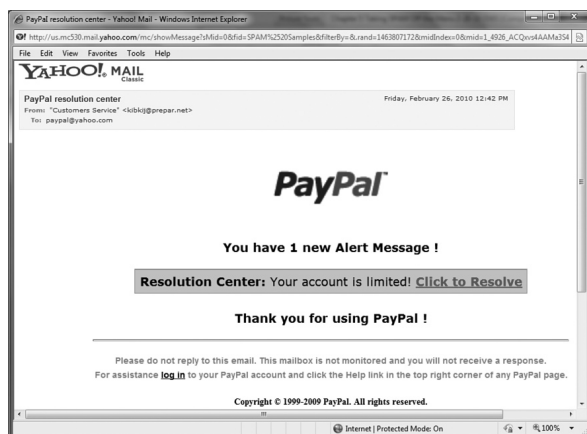 PayPal resolution center - Yahoo! Mail - Windows Internet Explorer
http://us.mc530.mail.yahoo.com/mc/showMessage?sMid=0&fid=SPAM%2520Samples&filterBy=&.rand=1463807172&midIndex=0&mid=1_4926_ACQxvs4AAMa3S4
File Edit View Favorites Tools Help
YAHOO! MAIL
Classic
PayPal resolution center Friday, February 26, 2010 12:42 PM
From: "Customers Service" <kibkij@prepar.net>
To: paypal@yahoo.com
PayPal
You have 1 new Alert Message !
Resolution Center: Your account is limited! Click to Resolve
Thank you for using PayPal !
Please do not reply to this email. This mailbox is not monitored and you will not receive a response.
For assistance log in to your PayPal account and click the Help link in the top right corner of any PayPal page.
Copyright © 1999-2009 PayPal. All rights reserved.
Internet | Protected Mode: On 100%